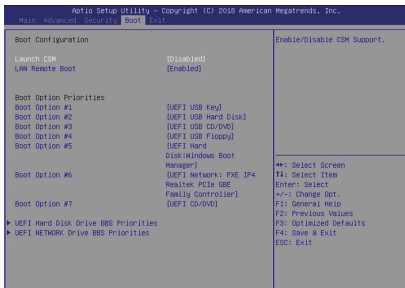 Aptio Setup Utility – Copyright (C) 2018 American Megatrends, Inc.
Main Advanced Security Boot Exit
Boot Configuration
Launch CSM [Disabled]
LAN Remote Boot [Enabled]
Boot Option Priorities
Boot Option #1 [UEFI USB Key]
Boot Option #2 [UEFI USB Hard Disk]
Boot Option #3 [UEFI USB CD/DVD]
Boot Option #4 [UEFI USB Floppy]
Boot Option #5 [UEFI Hard
Disk:Windows Boot
Manager]
Boot Option #6 [UEFI Network: PXE IP4
Realtek PCIe GBE
Family Controller]
Boot Option #7 [UEFI CD/DVD]
UEFI Hard Disk Drive BBS Priorities
UEFI NETWORK Drive BBS Priorities
Enable/Disable CSM Support.
→←: Select Screen
↑↓: Select Item
Enter: Select
+/-: Change Opt.
F1: General Help
F2: Previous Values
F3: Optimized Defaults
F4: Save & Exit
ESC: Exit